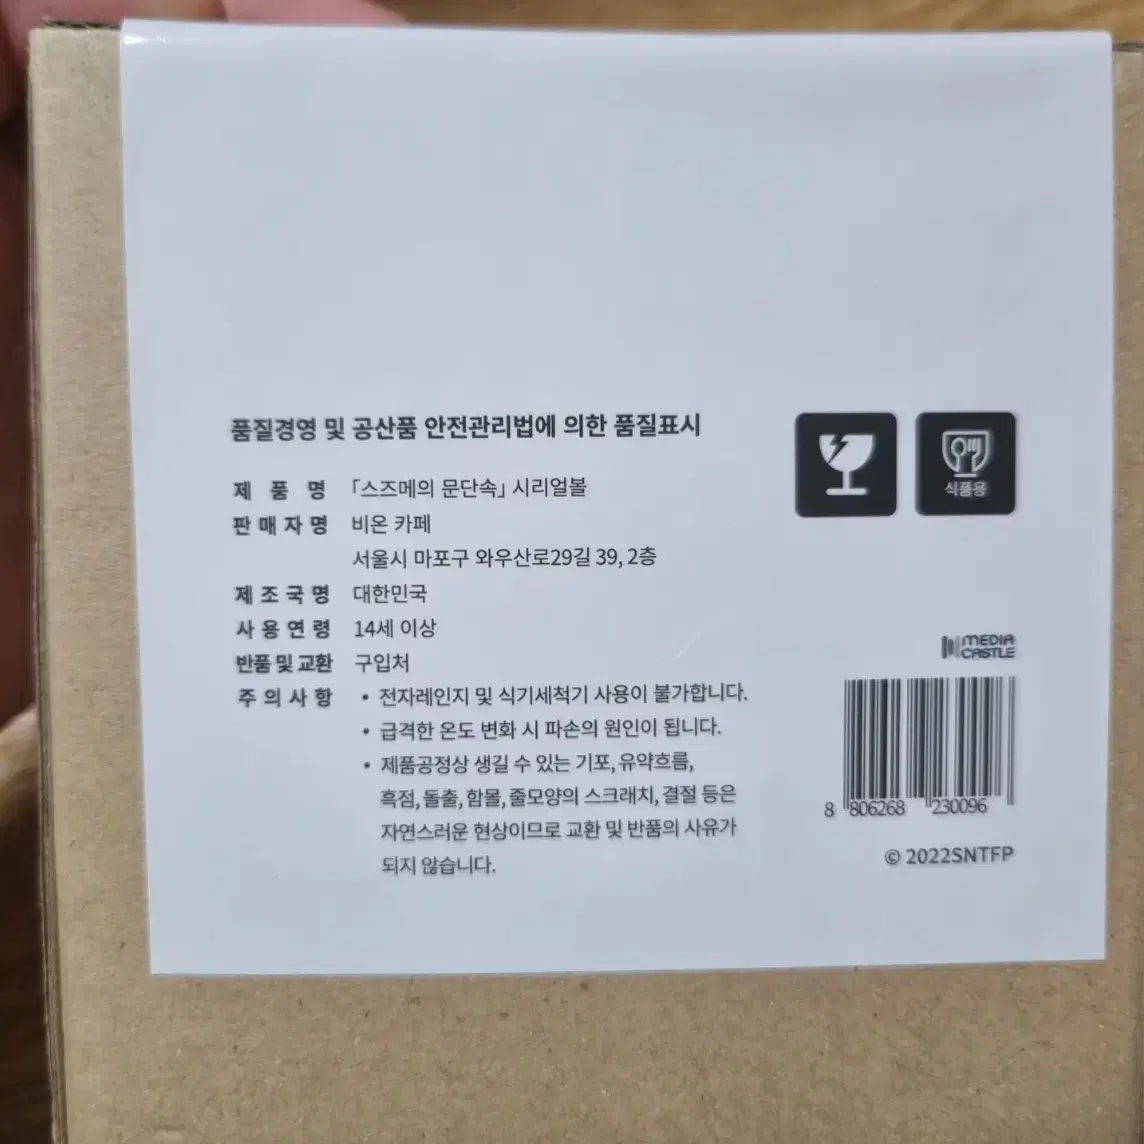 품질경영 및 공산품 안전관리법에 의한 품질표시
제 품 명 「스즈메의 문단속」 시리얼볼
판 매 자 명 비온 카페
서울시 마포구 와우산로29길 39, 2층
제 조 국 명 대한민국
사 용 연 령 14세 이상
반품 및 교환 구입처
주 의 사 항 • 전자레인지 및 식기세척기 사용이 불가합니다.
• 급격한 온도 변화 시 파손의 원인이 됩니다.
• 제품공정상 생길 수 있는 기포, 유약흐름,
흑점, 돌출, 함몰, 줄모양의 스크래치, 결절 등은
자연스러운 현상이므로 교환 및 반품의 사유가
되지 않습니다.
식품용
MEDIA
CASTLE
8 806268 230096
© 2022SNTFP